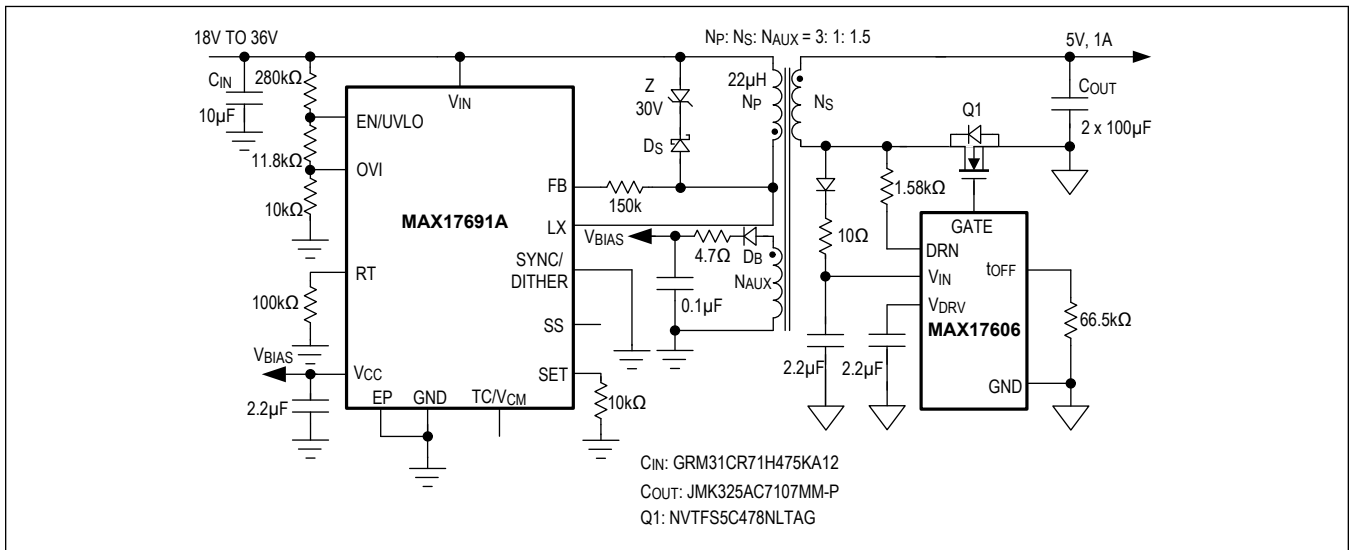 18V TO 36V
NP: NS: NAUX = 3: 1: 1.5
5V, 1A
CIN
10µF
280kΩ
11.8kΩ
10kΩ
VIN
EN/UVLO
OVI
MAX17691A
FB
LX
SYNC/
DITHER
SS
SET
RT
VCC
EP
GND
TC/VCM
100kΩ
VBIAS
2.2µF
10kΩ
150k
Z
30V
DS
22µH
NP
NS
VBIAS
4.7Ω
DB
NAUX
0.1µF
Q1
COUT
2 x 100µF
1.58kΩ
10Ω
2.2µF
2.2µF
GATE
DRN
VIN
VDRV
tOFF
MAX17606
GND
66.5kΩ
CIN: GRM31CR71H475KA12
COUT: JMK325AC7107MM-P
Q1: NVTFS5C478NLTAG